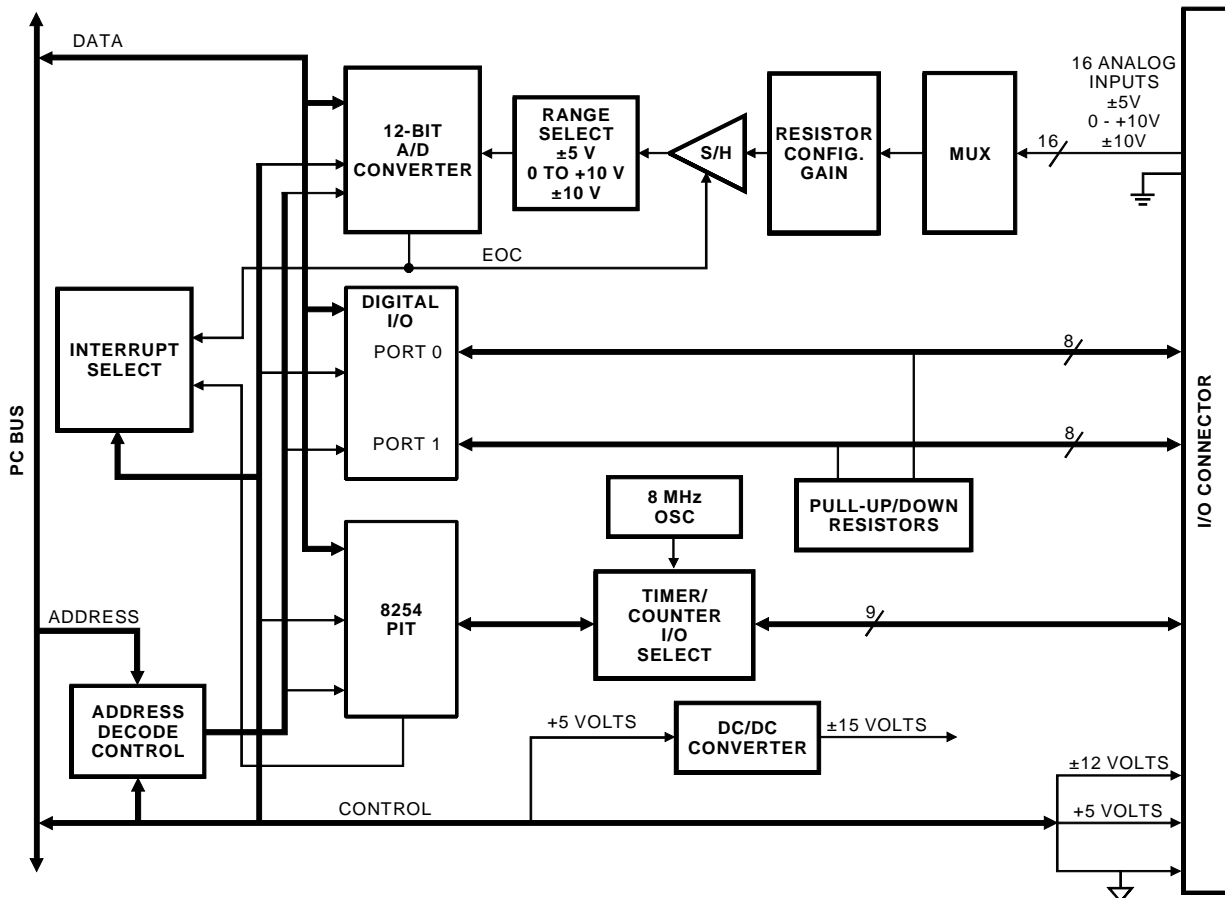 DATA
12-BIT
A/D
CONVERTER
RANGE
SELECT
±5 V
0 TO +10 V
±10 V
S/H
RESISTOR
CONFIG.
GAIN
MUX
16
16 ANALOG
INPUTS
±5V
0 - +10V
±10V
EOC
INTERRUPT
SELECT
DIGITAL
I/O
PORT 0
PORT 1
8
8
PULL-UP/DOWN
RESISTORS
PC BUS
I/O CONNECTOR
8 MHz
OSC
8254
PIT
TIMER/
COUNTER
I/O
SELECT
9
ADDRESS
ADDRESS
DECODE
CONTROL
+5 VOLTS
DC/DC
CONVERTER
±15 VOLTS
CONTROL
±12 VOLTS
+5 VOLTS